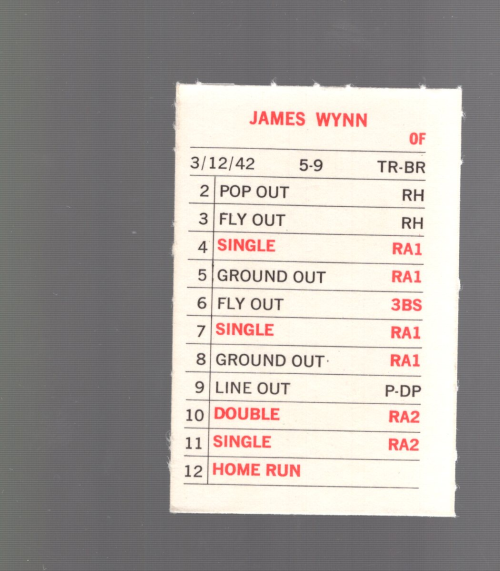 JAMES WYNN
OF
3/12/42 5-9 TR-BR
2 POP OUT RH
3 FLY OUT RH
4 SINGLE RA1
5 GROUND OUT RA1
6 FLY OUT 3BS
7 SINGLE RA1
8 GROUND OUT RA1
9 LINE OUT P-DP
10 DOUBLE RA2
11 SINGLE RA2
12 HOME RUN